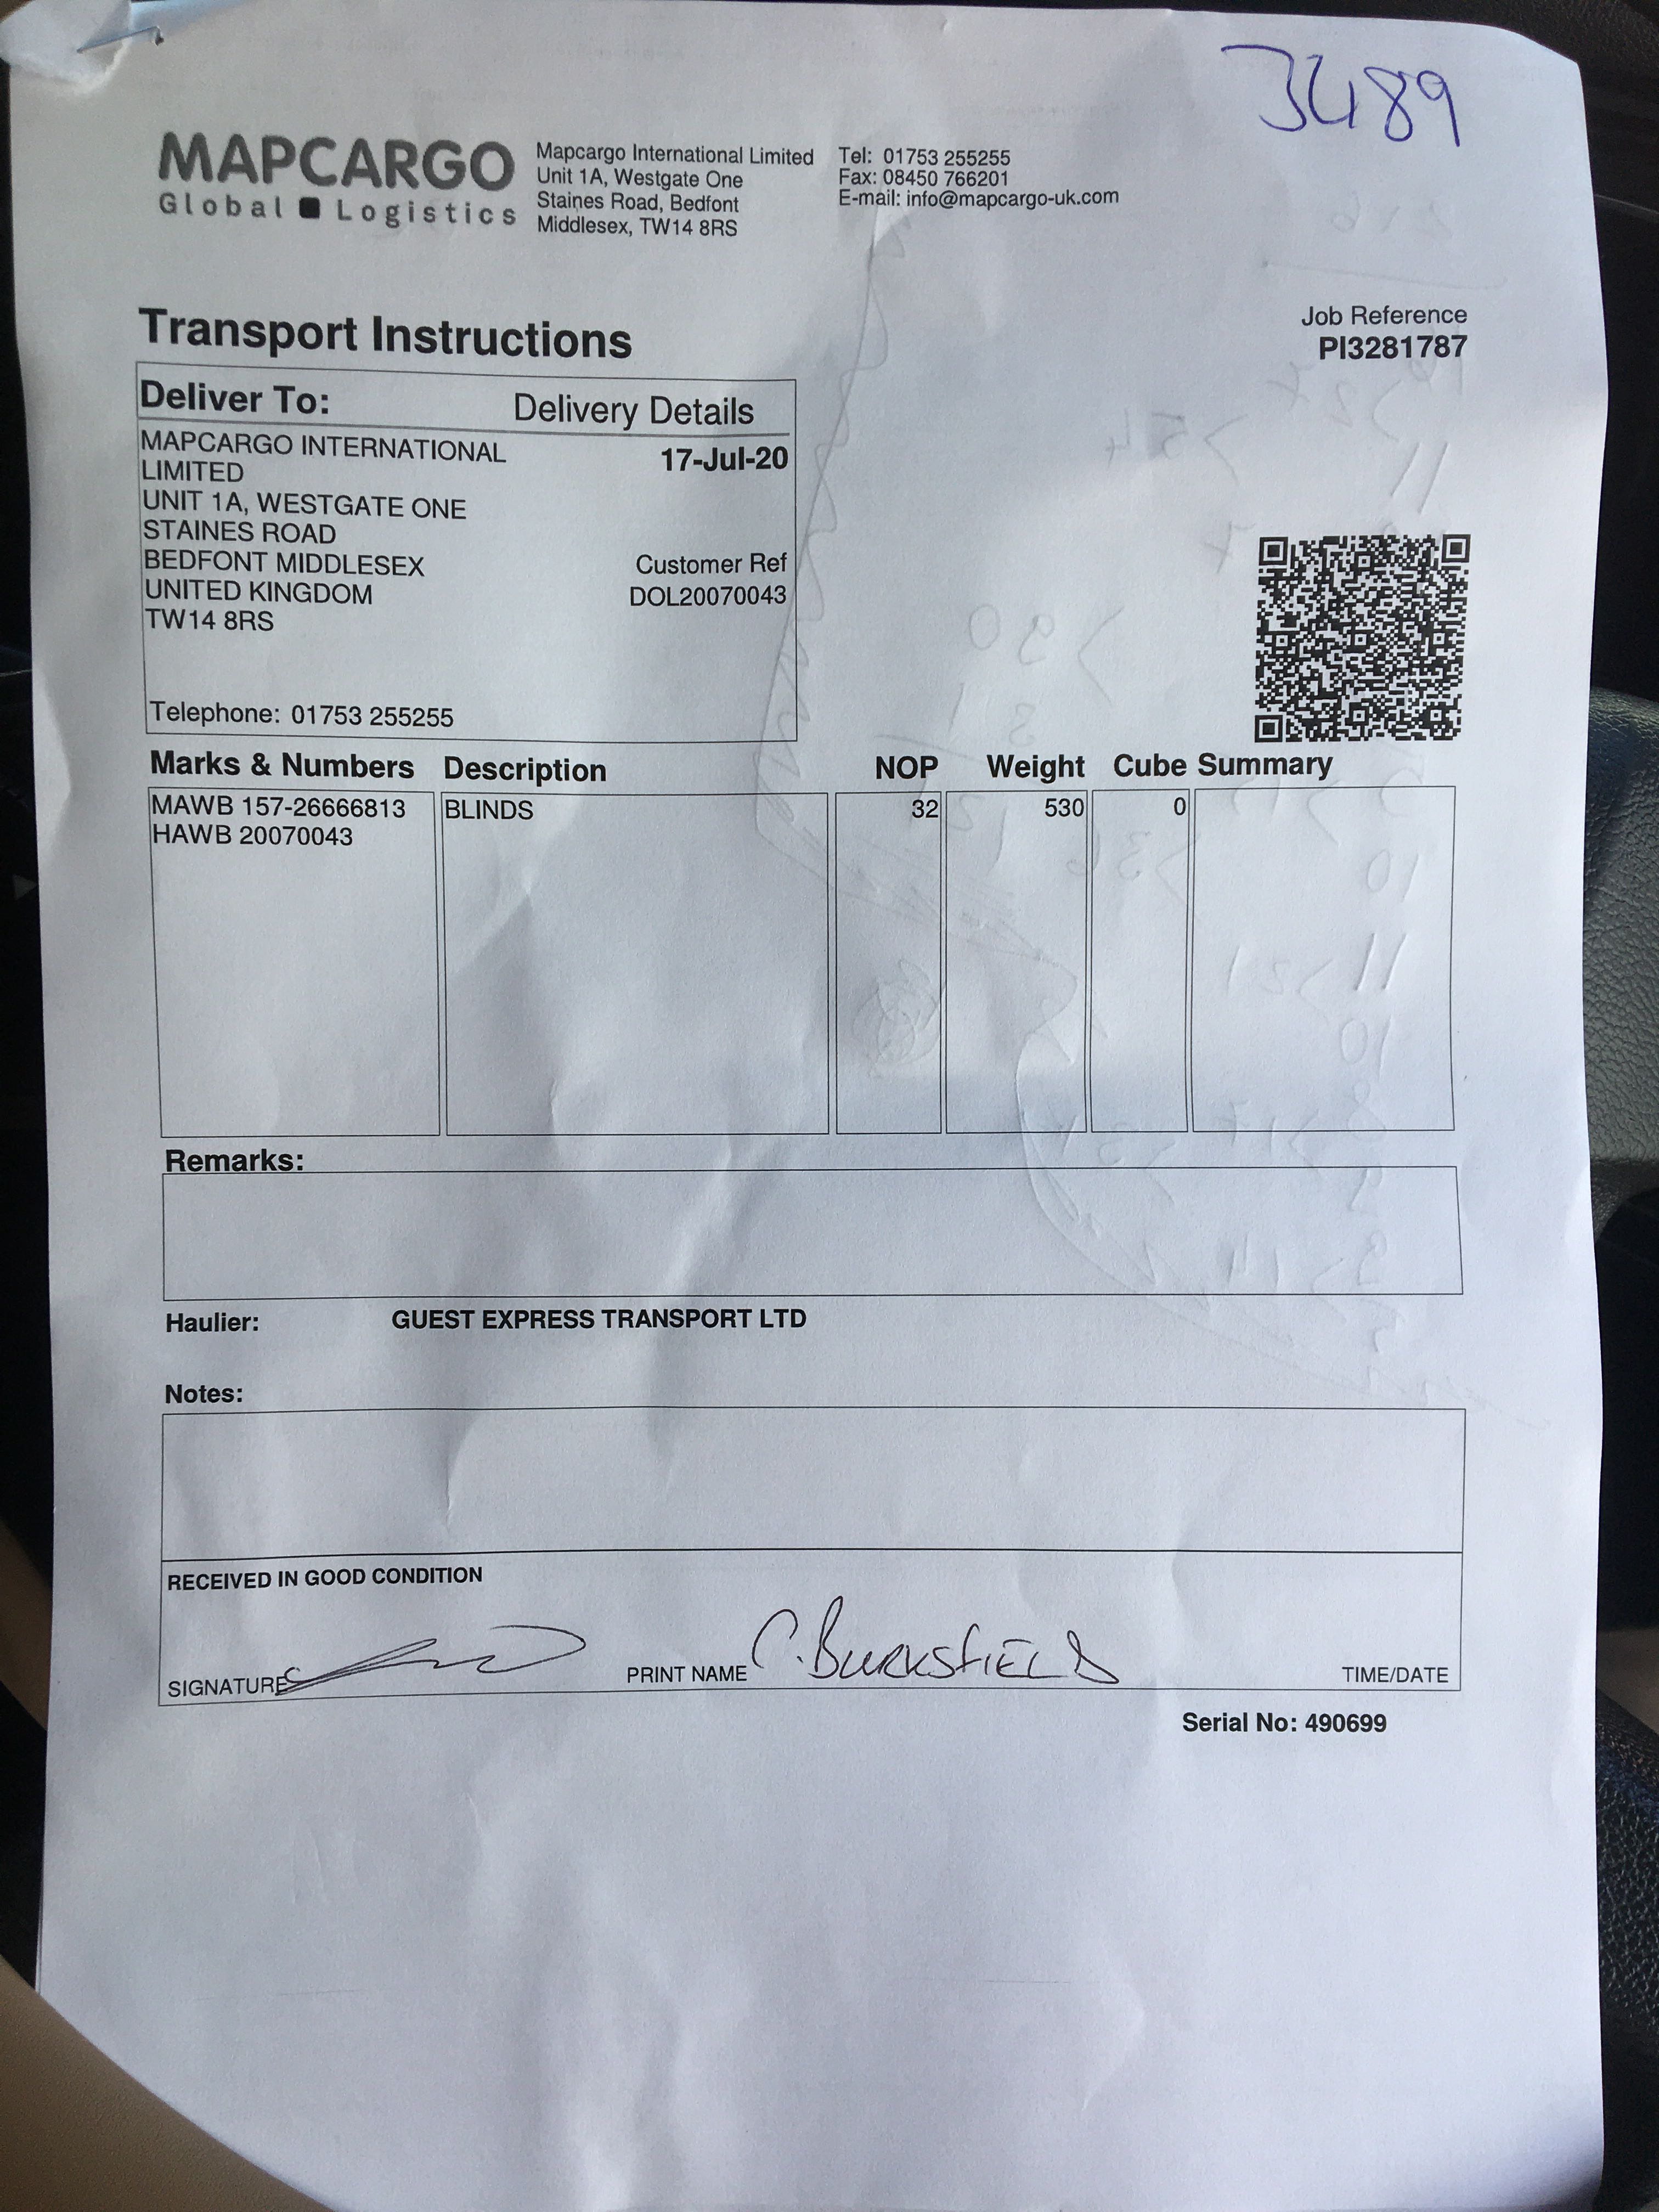 3489
MAPCARGO
Global Logistics
Mapcargo International Limited
Unit 1A, Westgate One
Staines Road, Bedfont
Middlesex, TW14 8RS
Tel: 01753 255255
Fax: 08450 766201
E-mail: info@mapcargo-uk.com
Transport Instructions
Job Reference
PI3281787
Deliver To: Delivery Details
MAPCARGO INTERNATIONAL
LIMITED
17-Jul-20
UNIT 1A, WESTGATE ONE
STAINES ROAD
BEDFONT MIDDLESEX
UNITED KINGDOM
TW14 8RS
Customer Ref
DOL20070043
Telephone: 01753 255255
Marks & Numbers Description NOP Weight Cube Summary
MAWB 157-26666813 BLINDS 32 530 0
HAWB 20070043
Remarks:
Haulier: GUEST EXPRESS TRANSPORT LTD
Notes:
RECEIVED IN GOOD CONDITION
SIGNATURE PRINT NAME C. BURKSFIELD TIME/DATE
Serial No: 490699